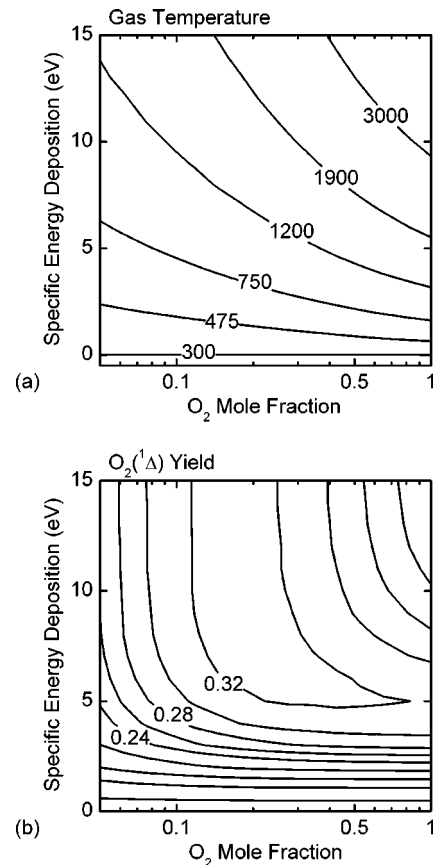 Gas Temperature
15
3000
10
1900
1200
5
750
475
0
300
0.1
0.5
1
Specific Energy Deposition (eV)
(a)
O₂ Mole Fraction
O₂(¹Δ) Yield
15
10
0.32
5
0.28
0.24
0
0.1
0.5
1
Specific Energy Deposition (eV)
(b)
O₂ Mole Fraction